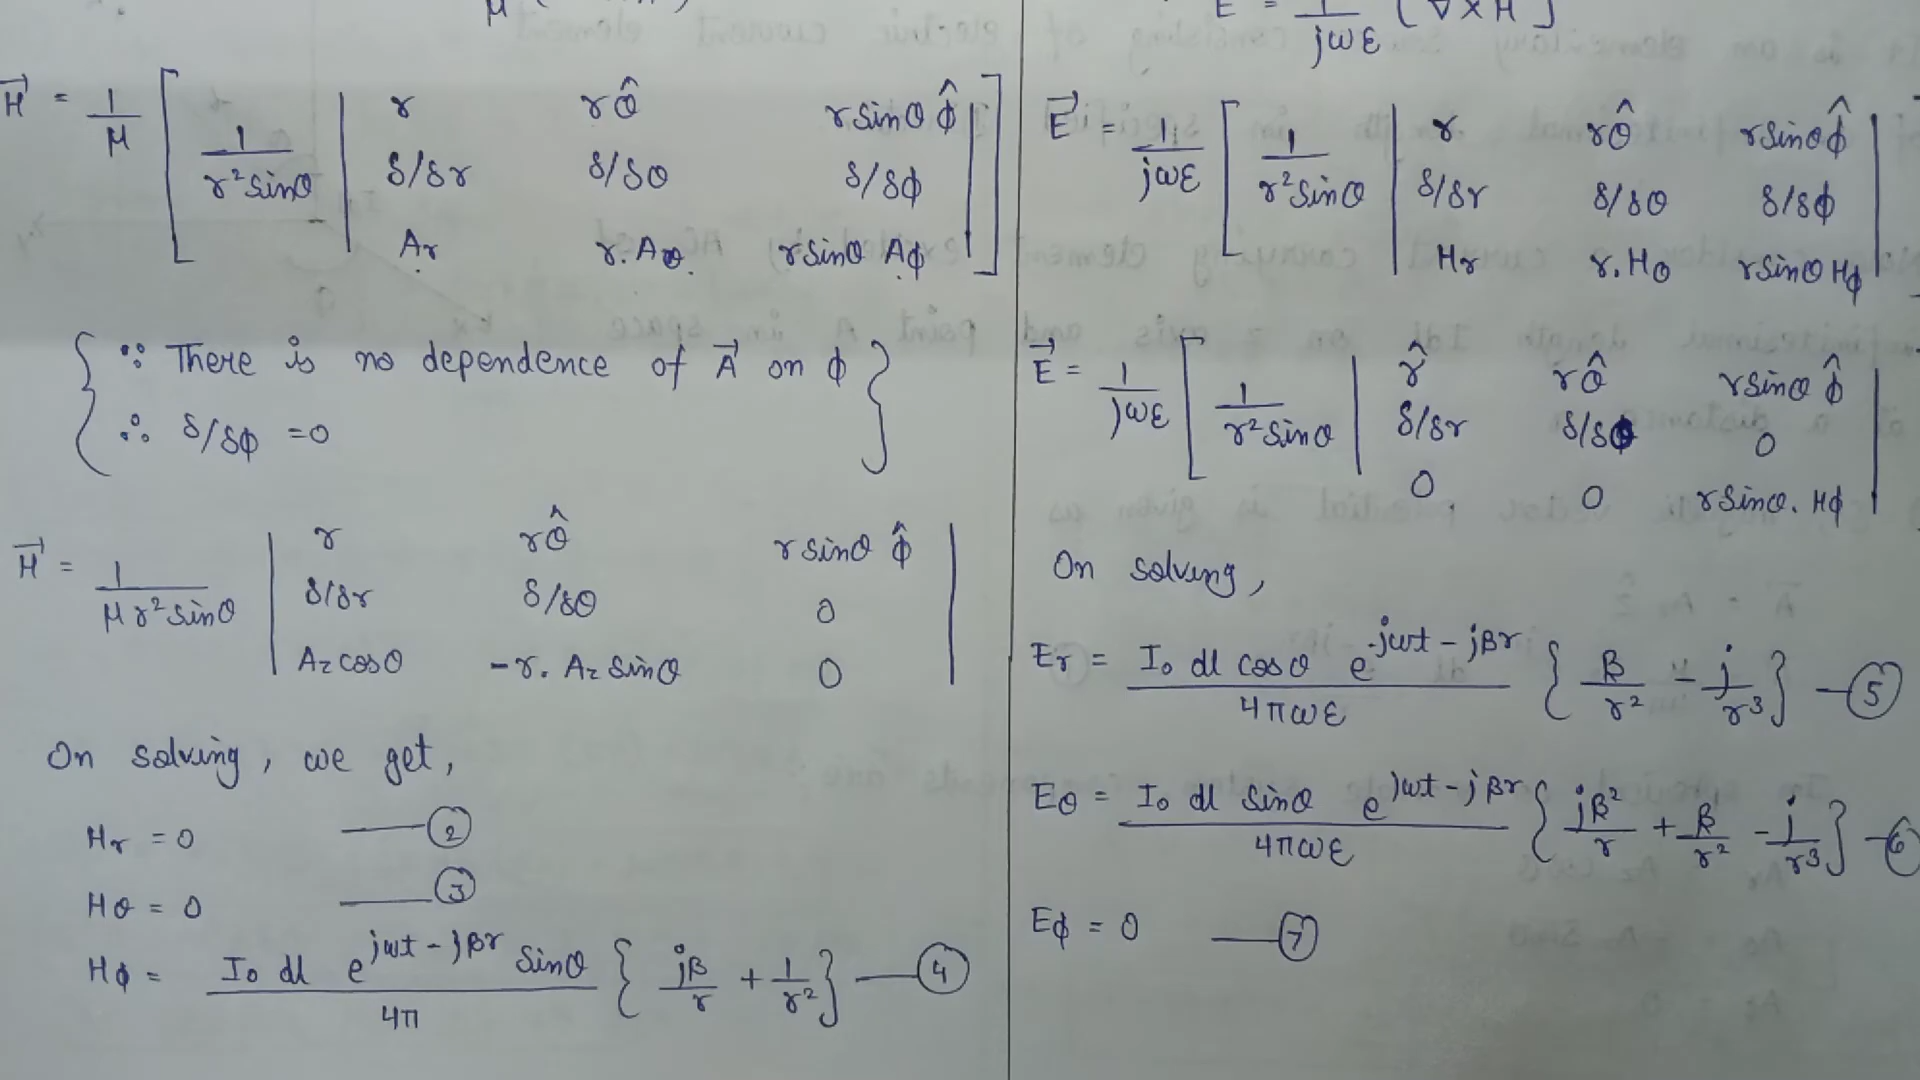 H⃗ = 1/μ [ 1/(r² sinθ) | r rθ̂ r sinθ φ̂ |
δ/δr δ/δθ δ/δφ
Ar r.Aθ. r sinθ Aφ ]
{ ∵ There is no dependence of A⃗ on φ
∴ δ/δφ = 0 }
H⃗ = 1/(μ r² sinθ) | r rθ̂ r sinθ φ̂ |
δ/δr δ/δθ 0
Az cosθ -r. Az sinθ 0
On solving, we get,
Hr = 0 — 2
Hθ = 0 — 3
Hφ = I₀ dl e^(jωt - jβr) sinθ / 4π { jβ/r + 1/r² } — 4
E = 1/jωε [∇×H]
E⃗ = 1/jωε [ 1/(r² sinθ) | r rθ̂ r sinθ φ̂ |
δ/δr δ/δθ δ/δφ
Hr r.Hθ r sinθ Hφ
E⃗ = 1/jωε [ 1/(r² sinθ) | r̂ rθ̂ r sinθ φ̂ |
δ/δr δ/δθ 0
0 0 r sinθ. Hφ
On solving,
Er = I₀ dl cosθ e^(jωt - jβr) / 4πωε { β/r² - j/r³ } — 5
Eθ = I₀ dl sinθ e^(jωt - jβr) / 4πωε { jβ²/r + β/r² - j/r³ } — 6
Eφ = 0 — 7